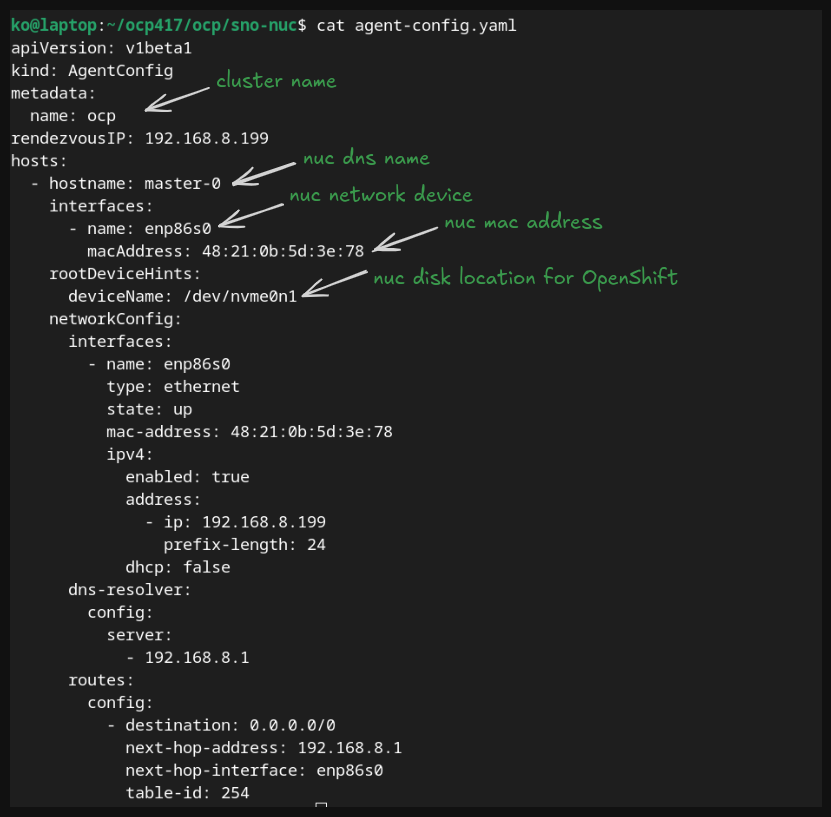 ko@laptop:~/ocp417/ocp/sno-nuc$ cat agent-config.yaml
apiVersion: v1beta1
kind: AgentConfig
cluster name
metadata:
  name: ocp
rendezvousIP: 192.168.8.199
hosts:
nuc dns name
  - hostname: master-0
nuc network device
    interfaces:
      - name: enp86s0
nuc mac address
        macAddress: 48:21:0b:5d:3e:78
    rootDeviceHints:
nuc disk location for OpenShift
      deviceName: /dev/nvme0n1
    networkConfig:
      interfaces:
        - name: enp86s0
          type: ethernet
          state: up
          mac-address: 48:21:0b:5d:3e:78
          ipv4:
            enabled: true
            address:
              - ip: 192.168.8.199
                prefix-length: 24
            dhcp: false
      dns-resolver:
        config:
          server:
            - 192.168.8.1
      routes:
        config:
          - destination: 0.0.0.0/0
            next-hop-address: 192.168.8.1
            next-hop-interface: enp86s0
            table-id: 254